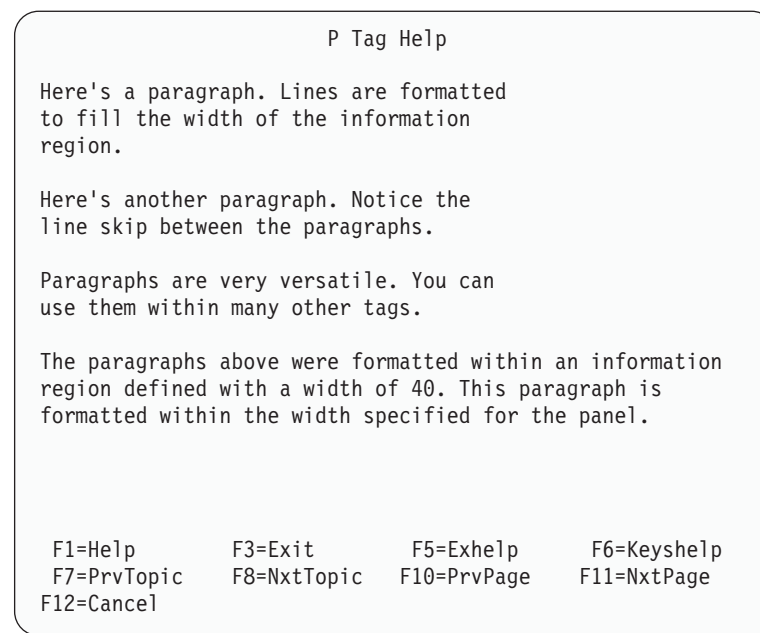 P Tag Help
Here's a paragraph. Lines are formatted
to fill the width of the information
region.
Here's another paragraph. Notice the
line skip between the paragraphs.
Paragraphs are very versatile. You can
use them within many other tags.
The paragraphs above were formatted within an information
region defined with a width of 40. This paragraph is
formatted within the width specified for the panel.
F1=Help F3=Exit F5=Exhelp F6=Keyshelp
F7=PrvTopic F8=NxtTopic F10=PrvPage F11=NxtPage
F12=Cancel